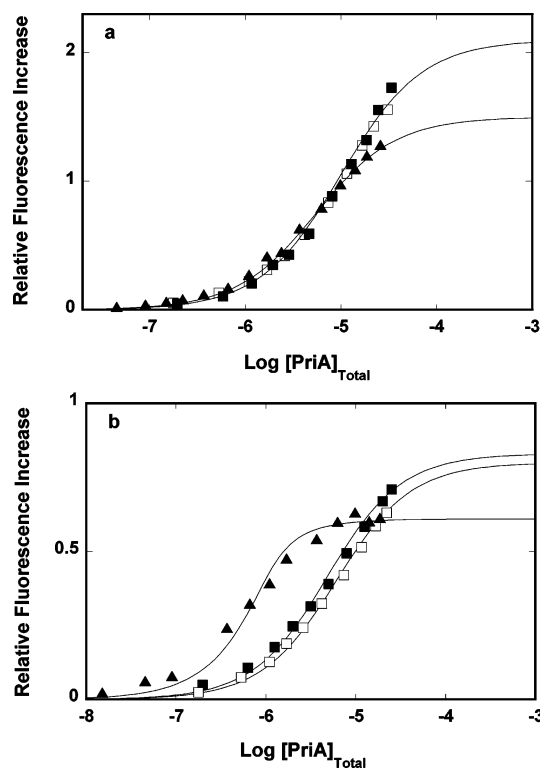 a
Relative Fluorescence Increase
2
1
0
-7 -6 -5 -4 -3
Log [PriA]Total
b
Relative Fluorescence Increase
1
0.5
0
-8 -7 -6 -5 -4 -3
Log [PriA]Total